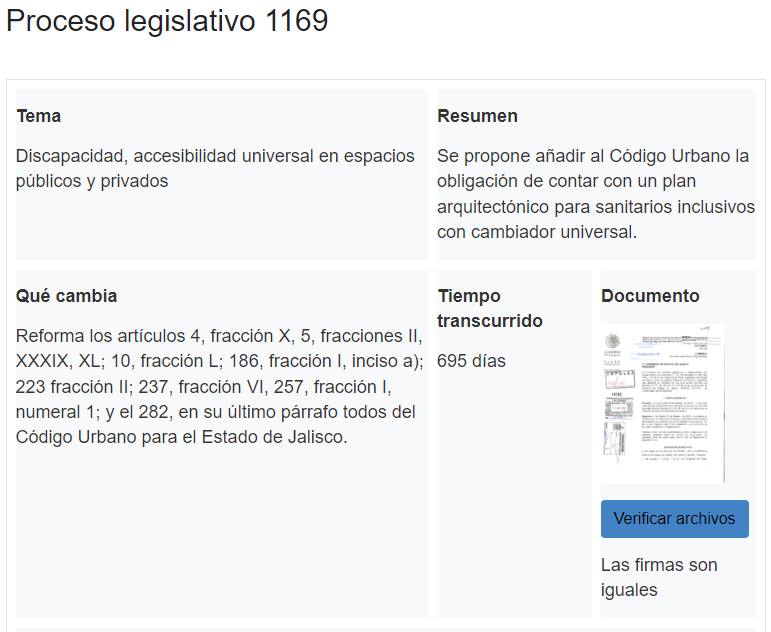 Proceso legislativo 1169
Tema
Discapacidad, accesibilidad universal en espacios
públicos y privados
Resumen
Se propone añadir al Código Urbano la
obligación de contar con un plan
arquitectónico para sanitarios inclusivos
con cambiador universal.
Qué cambia
Reforma los artículos 4, fracción X, 5, fracciones II,
XXXIX, XL; 10, fracción L; 186, fracción I, inciso a);
223 fracción II; 237, fracción VI, 257, fracción I,
numeral 1; y el 282, en su último párrafo todos del
Código Urbano para el Estado de Jalisco.
Tiempo
transcurrido
695 días
Documento
Verificar archivos
Las firmas son
iguales